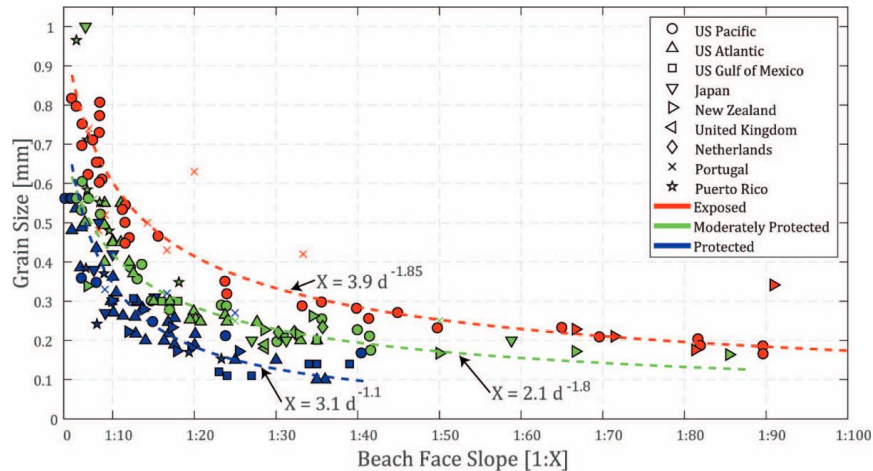 1
0.9
0.8
0.7
0.6
0.5
0.4
0.3
0.2
0.1
0
Grain Size [mm]
0 1:10 1:20 1:30 1:40 1:50 1:60 1:70 1:80 1:90 1:100
Beach Face Slope [1:X]
US Pacific
US Atlantic
US Gulf of Mexico
Japan
New Zealand
United Kingdom
Netherlands
Portugal
Puerto Rico
Exposed
Moderately Protected
Protected
X = 3.9 d -1.85
X = 3.1 d -1.1
X = 2.1 d -1.8